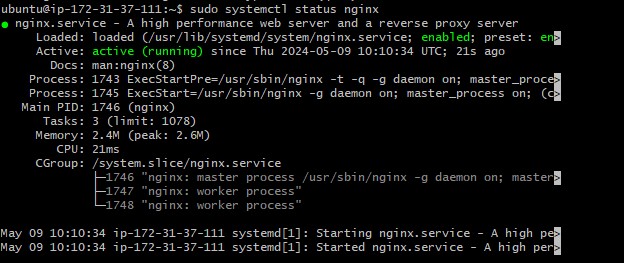 ubuntu@ip-172-31-37-111:~$ sudo systemctl status nginx
● nginx.service - A high performance web server and a reverse proxy server
     Loaded: loaded (/usr/lib/systemd/system/nginx.service; enabled; preset: en>
     Active: active (running) since Thu 2024-05-09 10:10:34 UTC; 21s ago
       Docs: man:nginx(8)
    Process: 1743 ExecStartPre=/usr/sbin/nginx -t -q -g daemon on; master_proce>
    Process: 1745 ExecStart=/usr/sbin/nginx -g daemon on; master_process on; (c>
   Main PID: 1746 (nginx)
      Tasks: 3 (limit: 1078)
     Memory: 2.4M (peak: 2.6M)
        CPU: 21ms
     CGroup: /system.slice/nginx.service
             ├─1746 "nginx: master process /usr/sbin/nginx -g daemon on; master>
             ├─1747 "nginx: worker process"
             └─1748 "nginx: worker process"
May 09 10:10:34 ip-172-31-37-111 systemd[1]: Starting nginx.service - A high pe>
May 09 10:10:34 ip-172-31-37-111 systemd[1]: Started nginx.service - A high per>